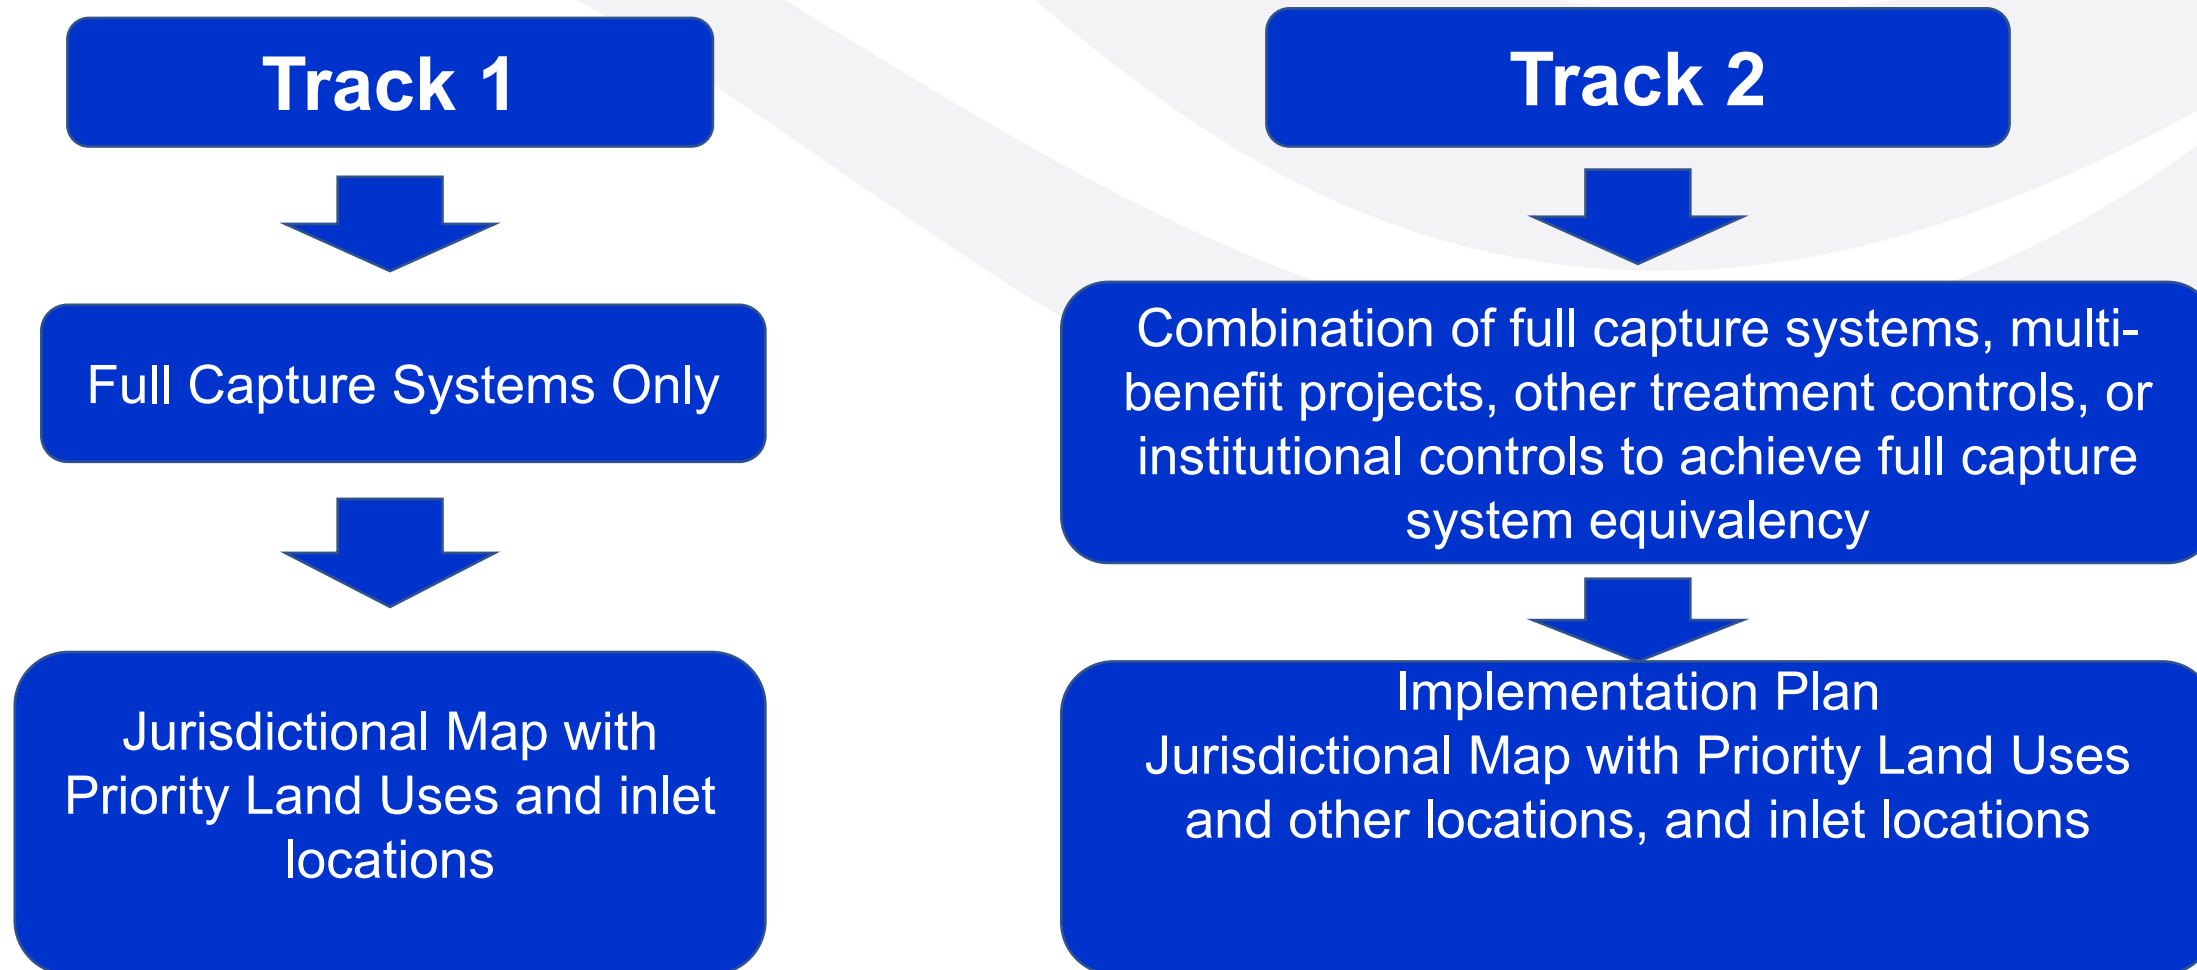 Track 1
Full Capture Systems Only
Jurisdictional Map with
Priority Land Uses and inlet
locations
Track 2
Combination of full capture systems, multi-
benefit projects, other treatment controls, or
institutional controls to achieve full capture
system equivalency
Implementation Plan
Jurisdictional Map with Priority Land Uses
and other locations, and inlet locations